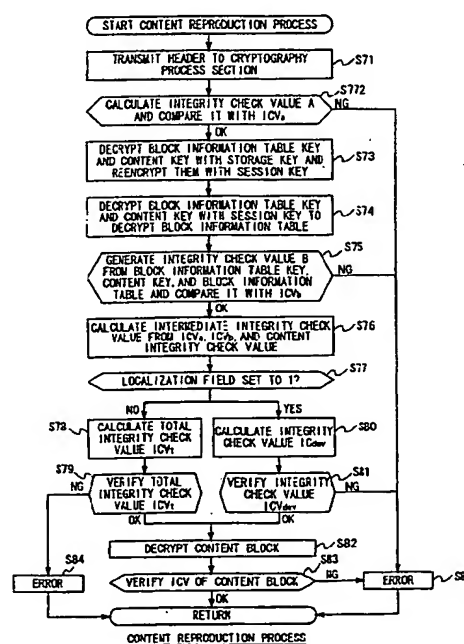 START CONTENT REPRODUCTION PROCESS
TRANSMIT HEADER TO CRYPTOGRAPHY
PROCESS SECTION
S71
S772
CALCULATE INTEGRITY CHECK VALUE A
AND COMPARE IT WITH ICVa
NG
OK
DECRYPT BLOCK INFORMATION TABLE KEY
AND CONTENT KEY WITH STORAGE KEY AND
REENCRYPT THEM WITH SESSION KEY
S73
DECRYPT BLOCK INFORMATION TABLE KEY
AND CONTENT KEY WITH SESSION KEY TO
DECRYPT BLOCK INFORMATION TABLE
S74
S75
GENERATE INTEGRITY CHECK VALUE B
FROM BLOCK INFORMATION TABLE KEY,
CONTENT KEY, AND BLOCK INFORMATION
TABLE AND COMPARE IT WITH ICVb
NG
OK
CALCULATE INTERMEDIATE INTEGRITY CHECK
VALUE FROM ICVa, ICVb, AND CONTENT
INTEGRITY CHECK VALUE
S76
S77
LOCALIZATION FIELD SET TO 1?
NO
YES
S78
CALCULATE TOTAL
INTEGRITY CHECK
VALUE ICVt
CALCULATE INTEGRITY
CHECK VALUE ICdev
S80
S79
NG
VERIFY TOTAL
INTEGRITY CHECK
VALUE ICVt
VERIFY INTEGRITY
CHECK VALUE
ICVdev
S81
NG
OK
OK
DECRYPT CONTENT BLOCK
S82
S83
VERIFY ICV OF CONTENT BLOCK
NG
OK
S84
ERROR
ERROR
RETURN
CONTENT REPRODUCTION PROCESS